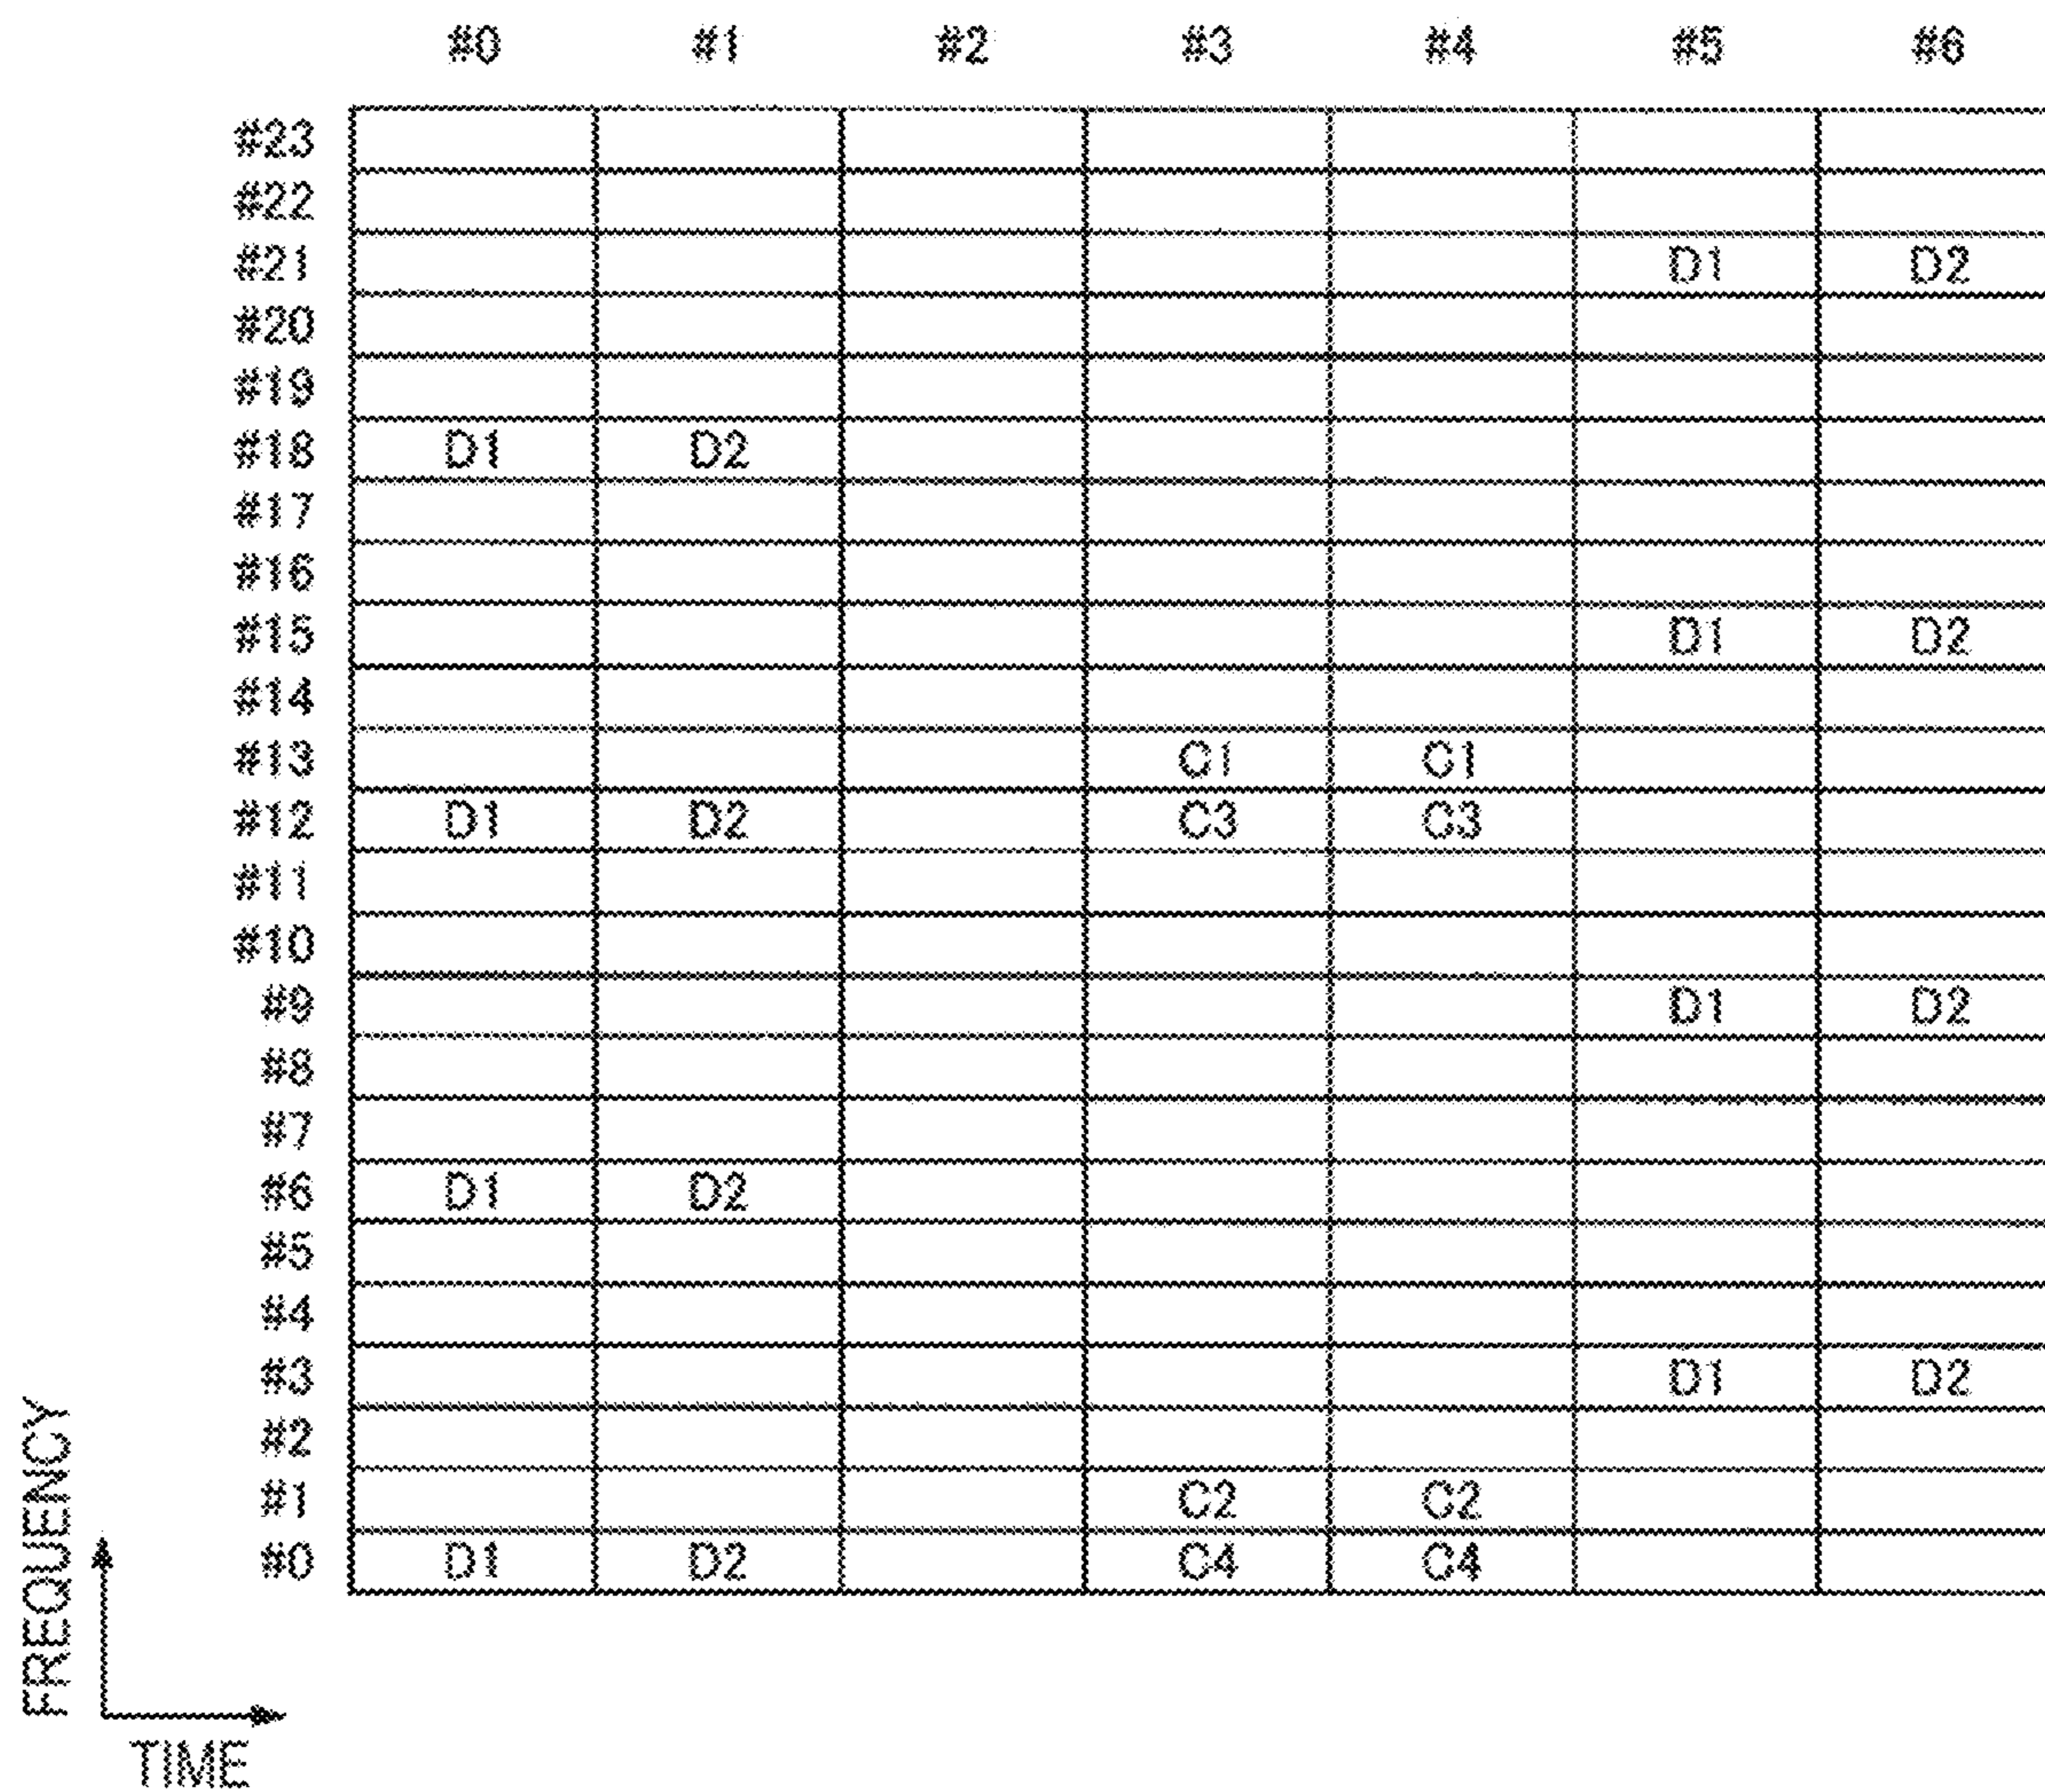 #0 #1 #2 #3 #4 #5 #6
#23
#22
#21 D1 D2
#20
#19
#18 D1 D2
#17
#16
#15 D1 D2
#14
#13 C1 C1
#12 D1 D2 C3 C3
#11
#10
#9 D1 D2
#8
#7
#6 D1 D2
#5
#4
#3 D1 D2
#2
#1 C2 C2
#0 D1 D2 C4 C4
FREQUENCY
TIME